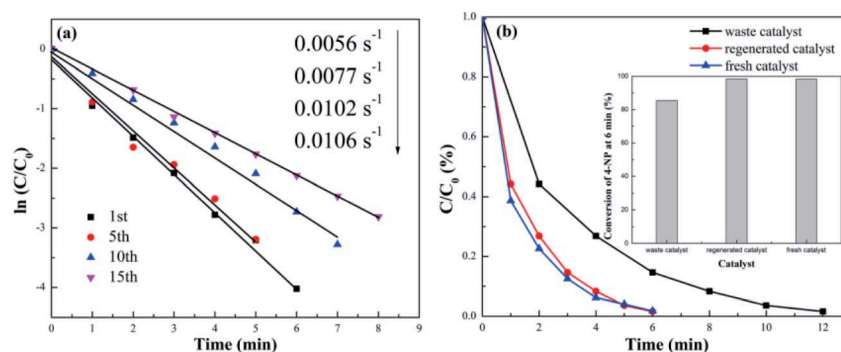 (a)
0.0056 s⁻¹
0.0077 s⁻¹
0.0102 s⁻¹
0.0106 s⁻¹
0
-1
-2
-3
-4
ln (C/C₀)
1st
5th
10th
15th
0 1 2 3 4 5 6 7 8 9
Time (min)
(b)
waste catalyst
regenerated catalyst
fresh catalyst
1.0
0.8
0.6
0.4
0.2
0.0
C/C₀ (%)
0 2 4 6 8 10 12
Time (min)
100
80
60
40
20
0
Conversion of 4-NP at 6 min (%)
waste catalyst regenerated catalyst fresh catalyst
Catalyst